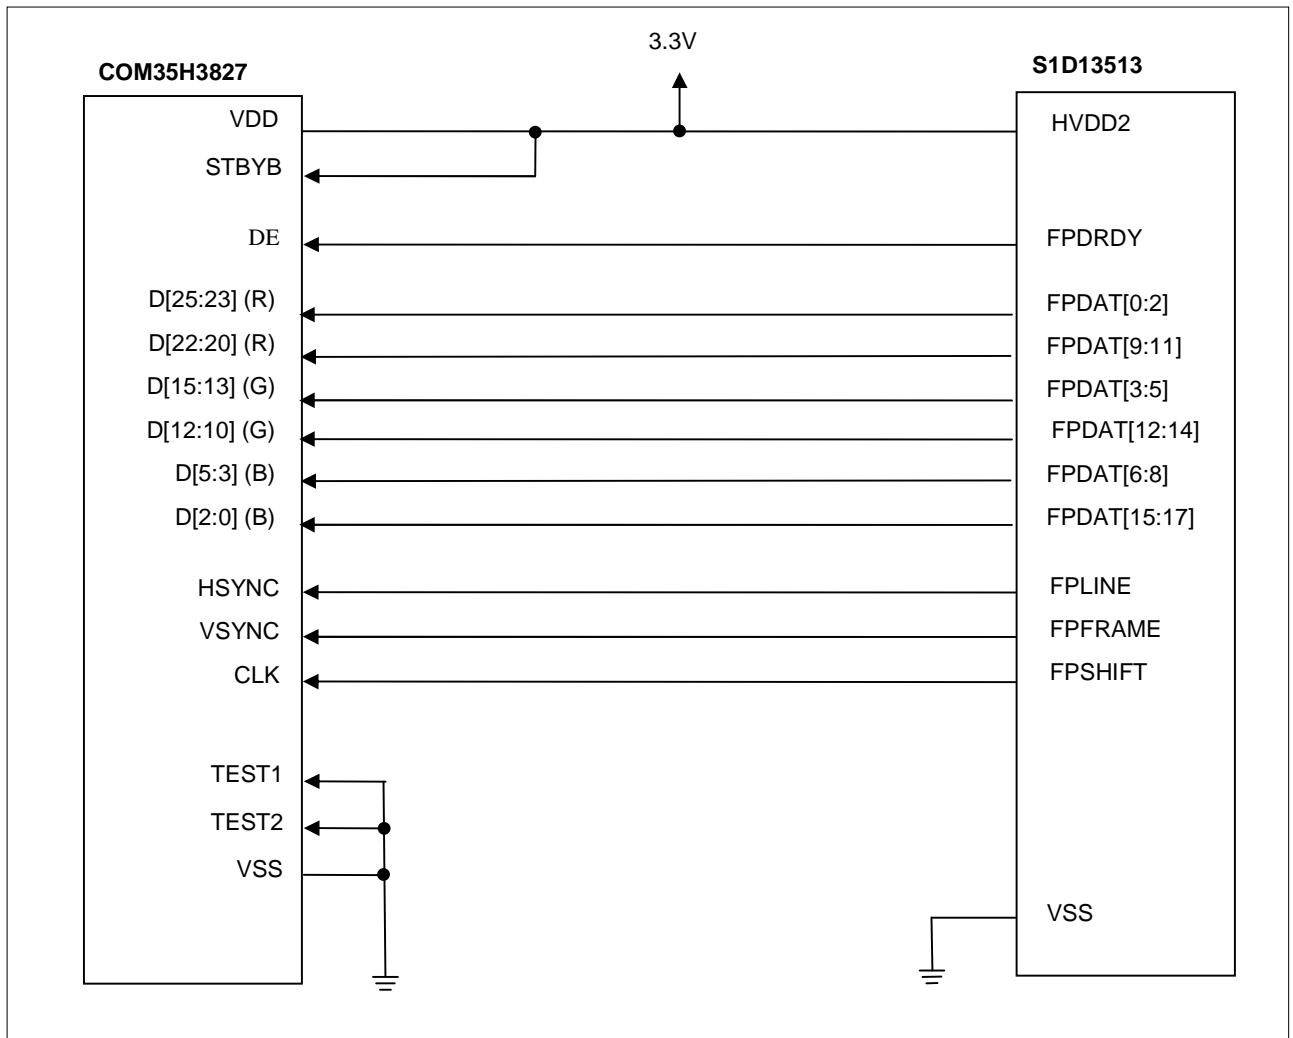 3.3V
COM35H3827
S1D13513
VDD
HVDD2
STBYB
DE
FPDRDY
D[25:23] (R)
FPDAT[0:2]
D[22:20] (R)
FPDAT[9:11]
D[15:13] (G)
FPDAT[3:5]
D[12:10] (G)
FPDAT[12:14]
D[5:3] (B)
FPDAT[6:8]
D[2:0] (B)
FPDAT[15:17]
HSYNC
FPLINE
VSYNC
FPFRAME
CLK
FPSHIFT
TEST1
TEST2
VSS
VSS